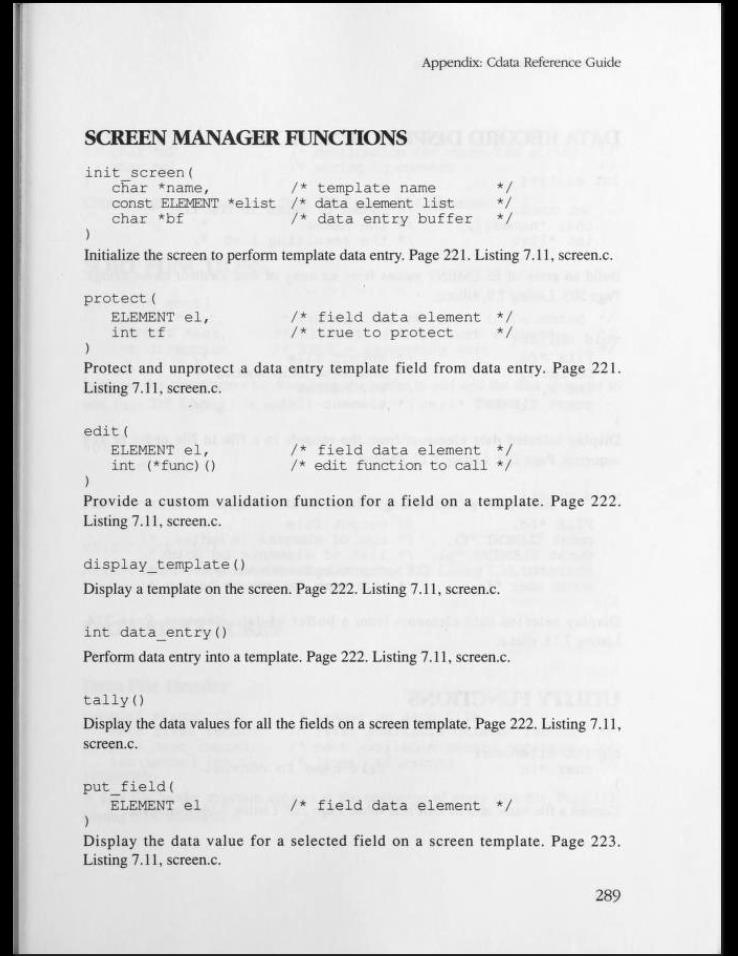 Appendix: Cdata Reference Guide
SCREEN MANAGER FUNCTIONS
init_screen(
char *name, /* template name */
const ELEMENT *elist /* data element list */
char *bf /* data entry buffer */
)
Initialize the screen to perform template data entry. Page 221. Listing 7.11, screen.c.
protect(
ELEMENT el, /* field data element */
int tf /* true to protect */
)
Protect and unprotect a data entry template field from data entry. Page 221.
Listing 7.11, screen.c.
edit(
ELEMENT el, /* field data element */
int (*func)() /* edit function to call */
)
Provide a custom validation function for a field on a template. Page 222.
Listing 7.11, screen.c.
display_template()
Display a template on the screen. Page 222. Listing 7.11, screen.c.
int data_entry()
Perform data entry into a template. Page 222. Listing 7.11, screen.c.
tally()
Display the data values for all the fields on a screen template. Page 222. Listing 7.11,
screen.c.
put_field(
ELEMENT el /* field data element */
)
Display the data value for a selected field on a screen template. Page 223.
Listing 7.11, screen.c.
289